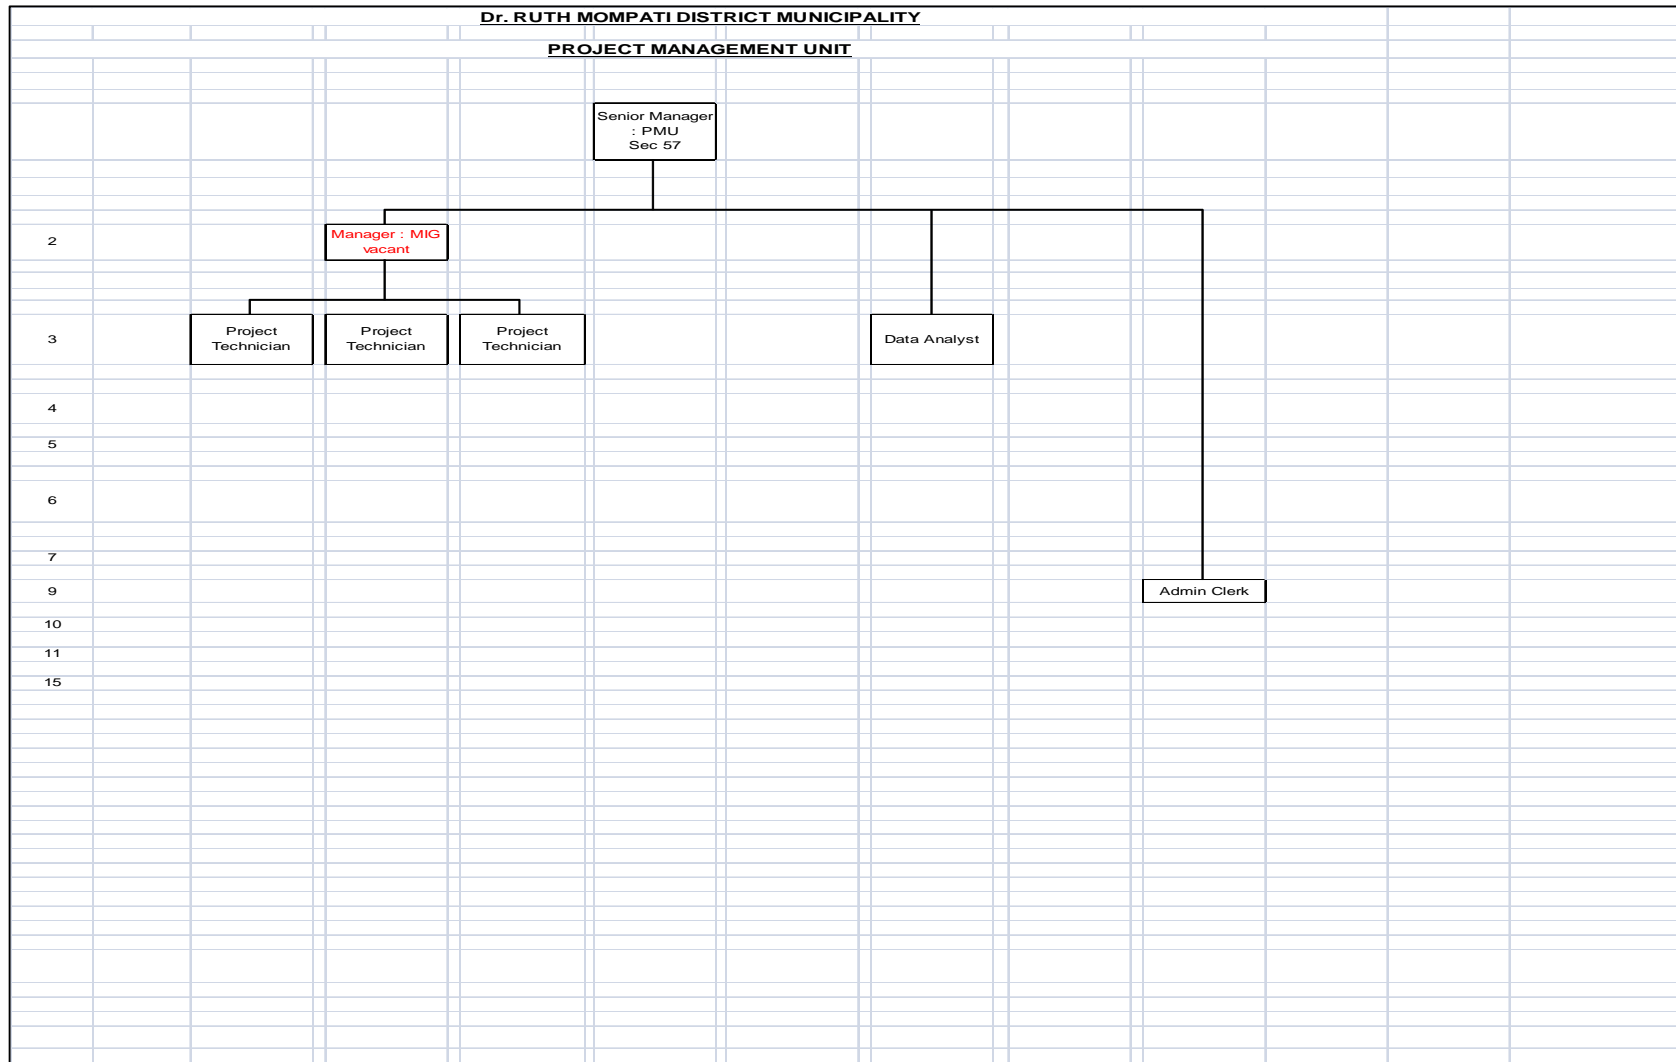 Dr. RUTH MOMPATI DISTRICT MUNICIPALITY
PROJECT MANAGEMENT UNIT
Senior Manager
: PMU
Sec 57
2
Manager : MIG
vacant
3
Project
Technician
Project
Technician
Project
Technician
Data Analyst
4
5
6
7
9
Admin Clerk
10
11
15